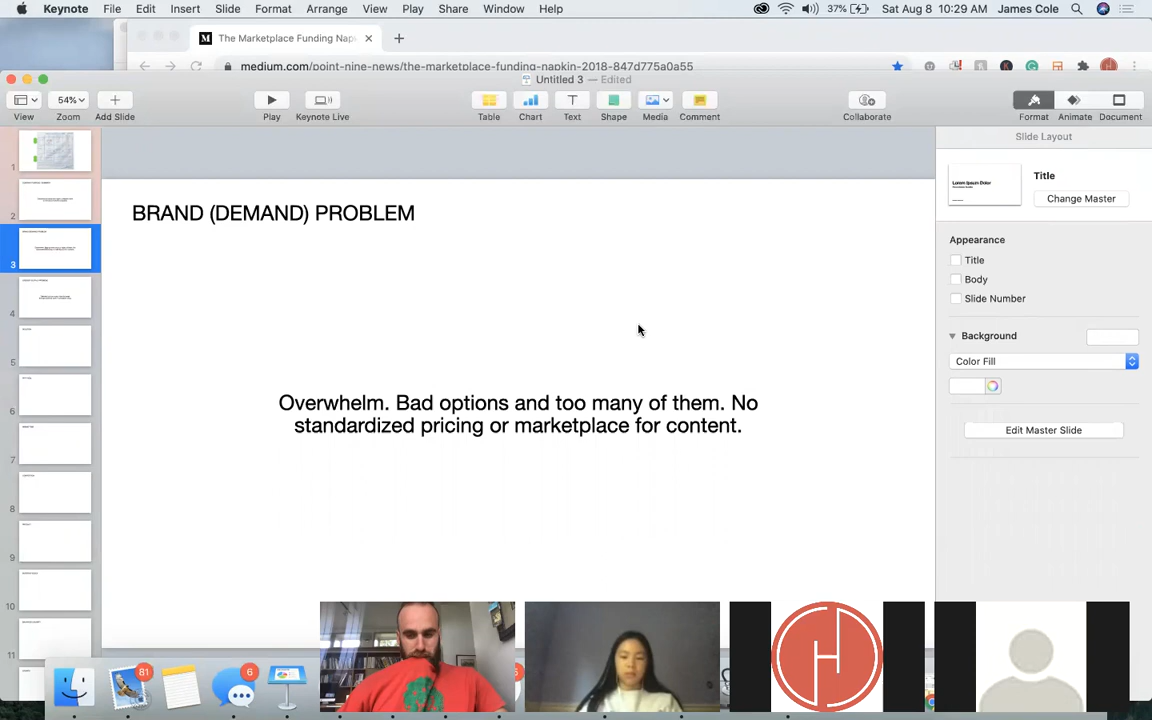 Keynote File Edit Insert Slide Format Arrange View Play Share Window Help 37% Sat Aug 8 10:29 AM James Cole
M The Marketplace Funding Nap
medium.com/point-nine-news/the-marketplace-funding-napkin-2018-847d775a0a55
Untitled 3 — Edited
54%
View Zoom Add Slide Play Keynote Live Table Chart Text Shape Media Comment Collaborate Format Animate Document
Slide Layout
Title
Change Master
Appearance
Title
Body
Slide Number
Background
Color Fill
Edit Master Slide
1
2
3
4
5
6
7
8
9
10
11
BRAND (DEMAND) PROBLEM
Overwhelm. Bad options and too many of them. No
standardized pricing or marketplace for content.
81
6
H